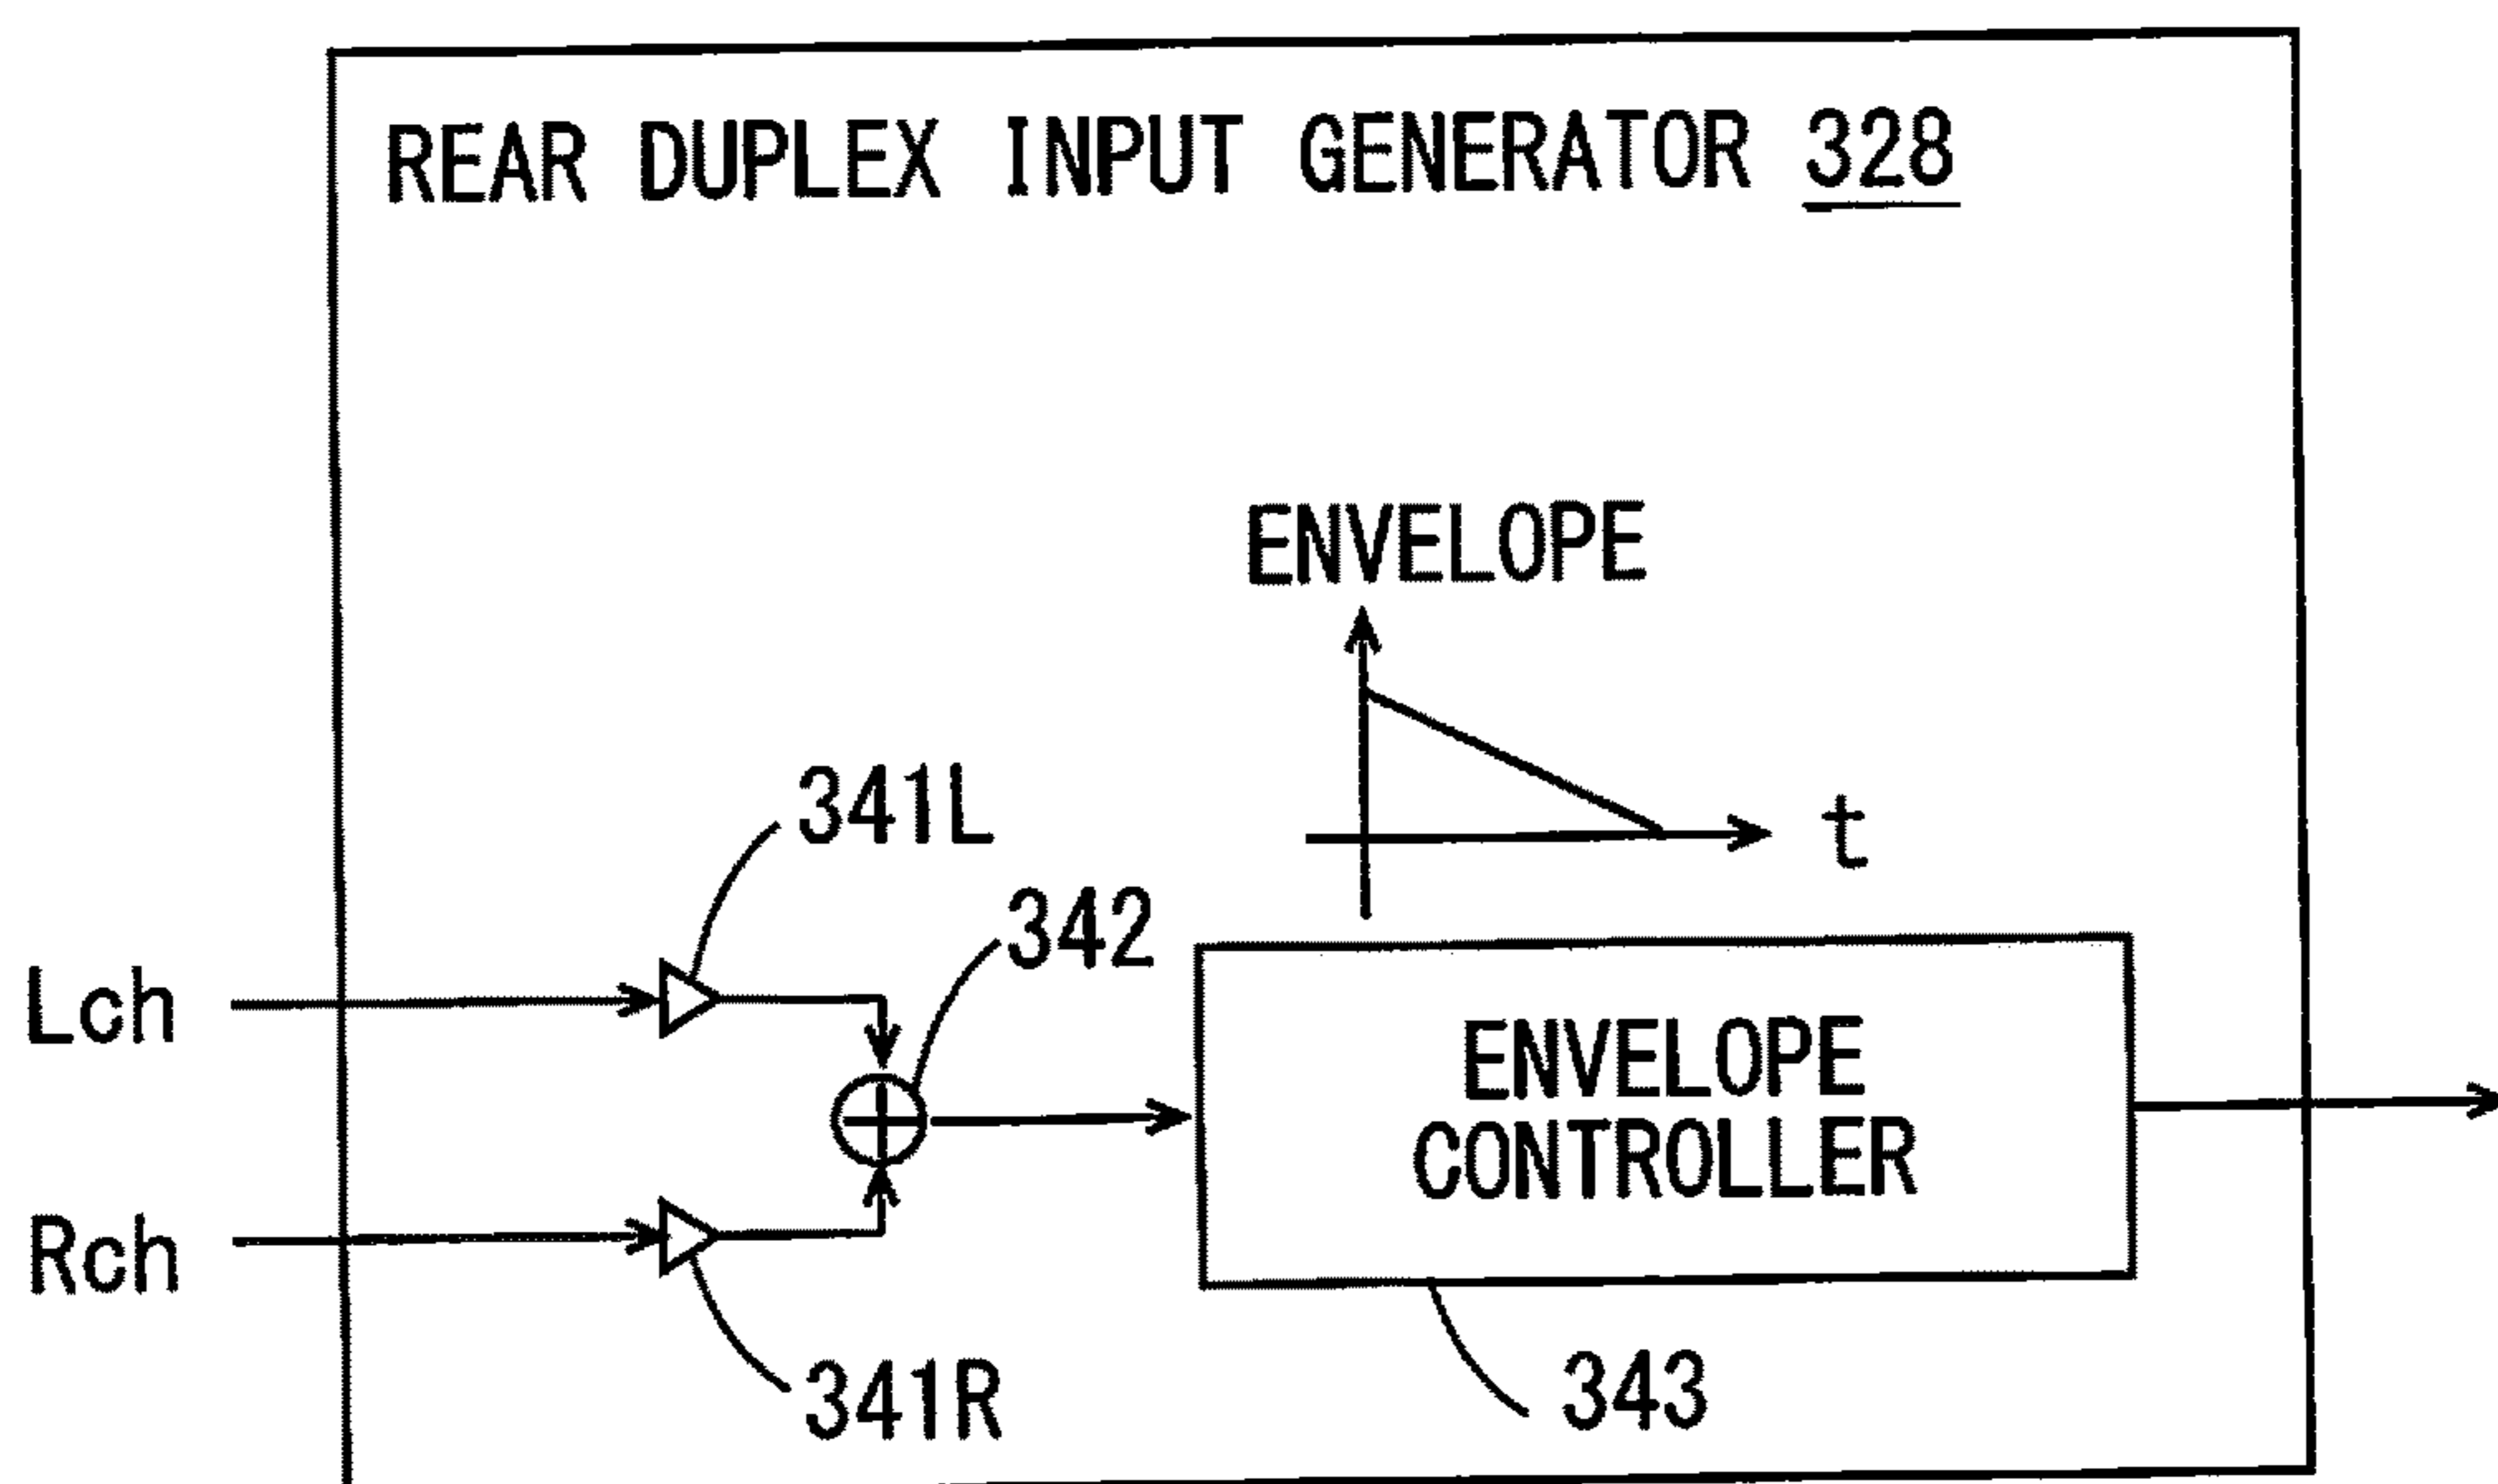 REAR DUPLEX INPUT GENERATOR 328
ENVELOPE
t
341L
342
Lch
ENVELOPE
CONTROLLER
Rch
341R
343